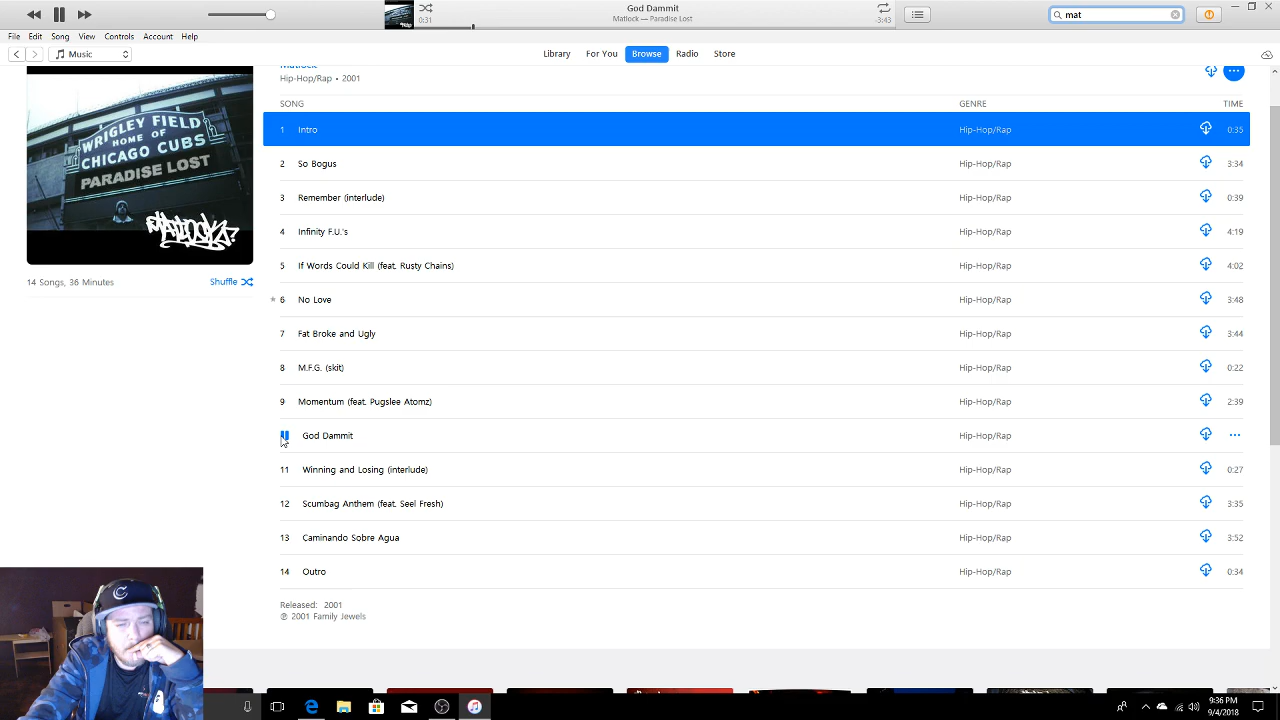 God Dammit
Matlock — Paradise Lost
0:31
-3:43
mat
File Edit Song View Controls Account Help
Music
Library For You Browse Radio Store
Matlock
Hip-Hop/Rap • 2001
SONG GENRE TIME
1 Intro Hip-Hop/Rap 0:35
2 So Bogus Hip-Hop/Rap 3:34
3 Remember (interlude) Hip-Hop/Rap 0:39
4 Infinity F.U.'s Hip-Hop/Rap 4:19
5 If Words Could Kill (feat. Rusty Chains) Hip-Hop/Rap 4:02
6 No Love Hip-Hop/Rap 3:48
7 Fat Broke and Ugly Hip-Hop/Rap 3:44
8 M.F.G. (skit) Hip-Hop/Rap 0:22
9 Momentum (feat. Pugslee Atomz) Hip-Hop/Rap 2:39
God Dammit Hip-Hop/Rap
11 Winning and Losing (interlude) Hip-Hop/Rap 0:27
12 Scumbag Anthem (feat. Seel Fresh) Hip-Hop/Rap 3:35
13 Caminando Sobre Agua Hip-Hop/Rap 3:52
14 Outro Hip-Hop/Rap 0:34
Released: 2001
℗ 2001 Family Jewels
WRIGLEY FIELD
HOME OF
CHICAGO CUBS
PARADISE LOST
MATLOCK
14 Songs, 36 Minutes
Shuffle
C
9:36 PM
9/4/2018